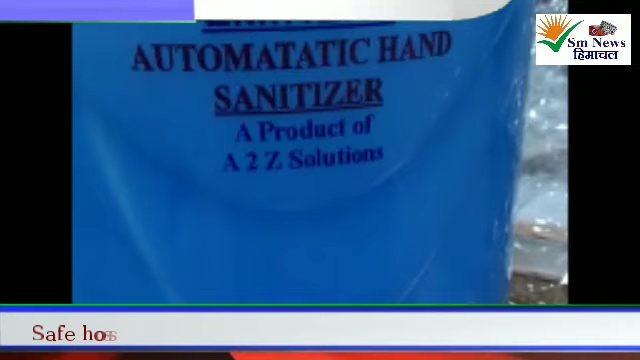 AUTOMATATIC HAND
SANITIZER
A Product of
A 2 Z Solutions
Sm News
हिमाचल
Safe ho